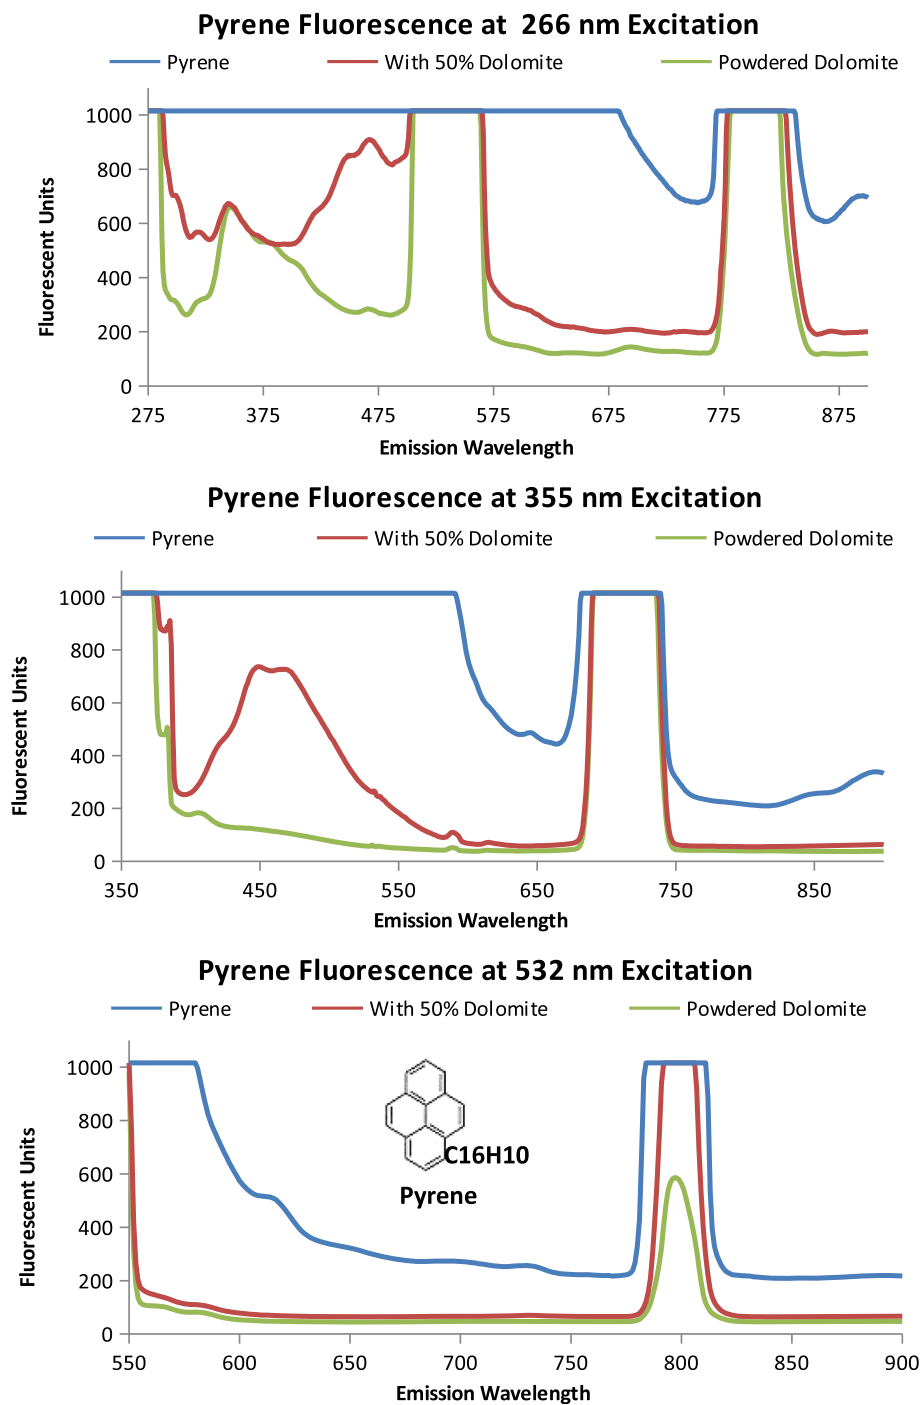 Pyrene Fluorescence at  266 nm Excitation
Pyrene With 50% Dolomite Powdered Dolomite
Fluorescent Units
1000
800
600
400
200
0
275 375 475 575 675 775 875
Emission Wavelength
Pyrene Fluorescence at 355 nm Excitation
Pyrene With 50% Dolomite Powdered Dolomite
Fluorescent Units
1000
800
600
400
200
0
350 450 550 650 750 850
Emission Wavelength
Pyrene Fluorescence at 532 nm Excitation
Pyrene With 50% Dolomite Powdered Dolomite
Fluorescent Units
1000
800
600
400
200
0
C16H10
Pyrene
550 600 650 700 750 800 850 900
Emission Wavelength